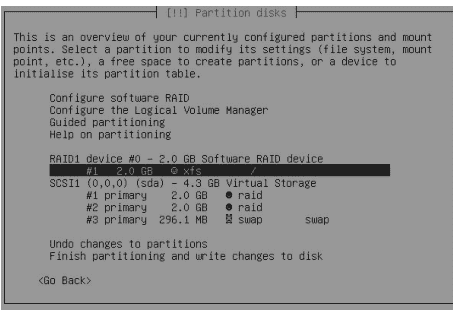 [!!] Partition disks
This is an overview of your currently configured partitions and mount
points. Select a partition to modify its settings (file system, mount
point, etc.), a free space to create partitions, or a device to
initialise its partition table.
Configure software RAID
Configure the Logical Volume Manager
Guided partitioning
Help on partitioning
RAID1 device #0 - 2.0 GB Software RAID device
#1 2.0 GB xfs /
SCSI1 (0,0,0) (sda) - 4.3 GB Virtual Storage
#1 primary 2.0 GB raid
#2 primary 2.0 GB raid
#3 primary 296.1 MB swap swap
Undo changes to partitions
Finish partitioning and write changes to disk
<Go Back>